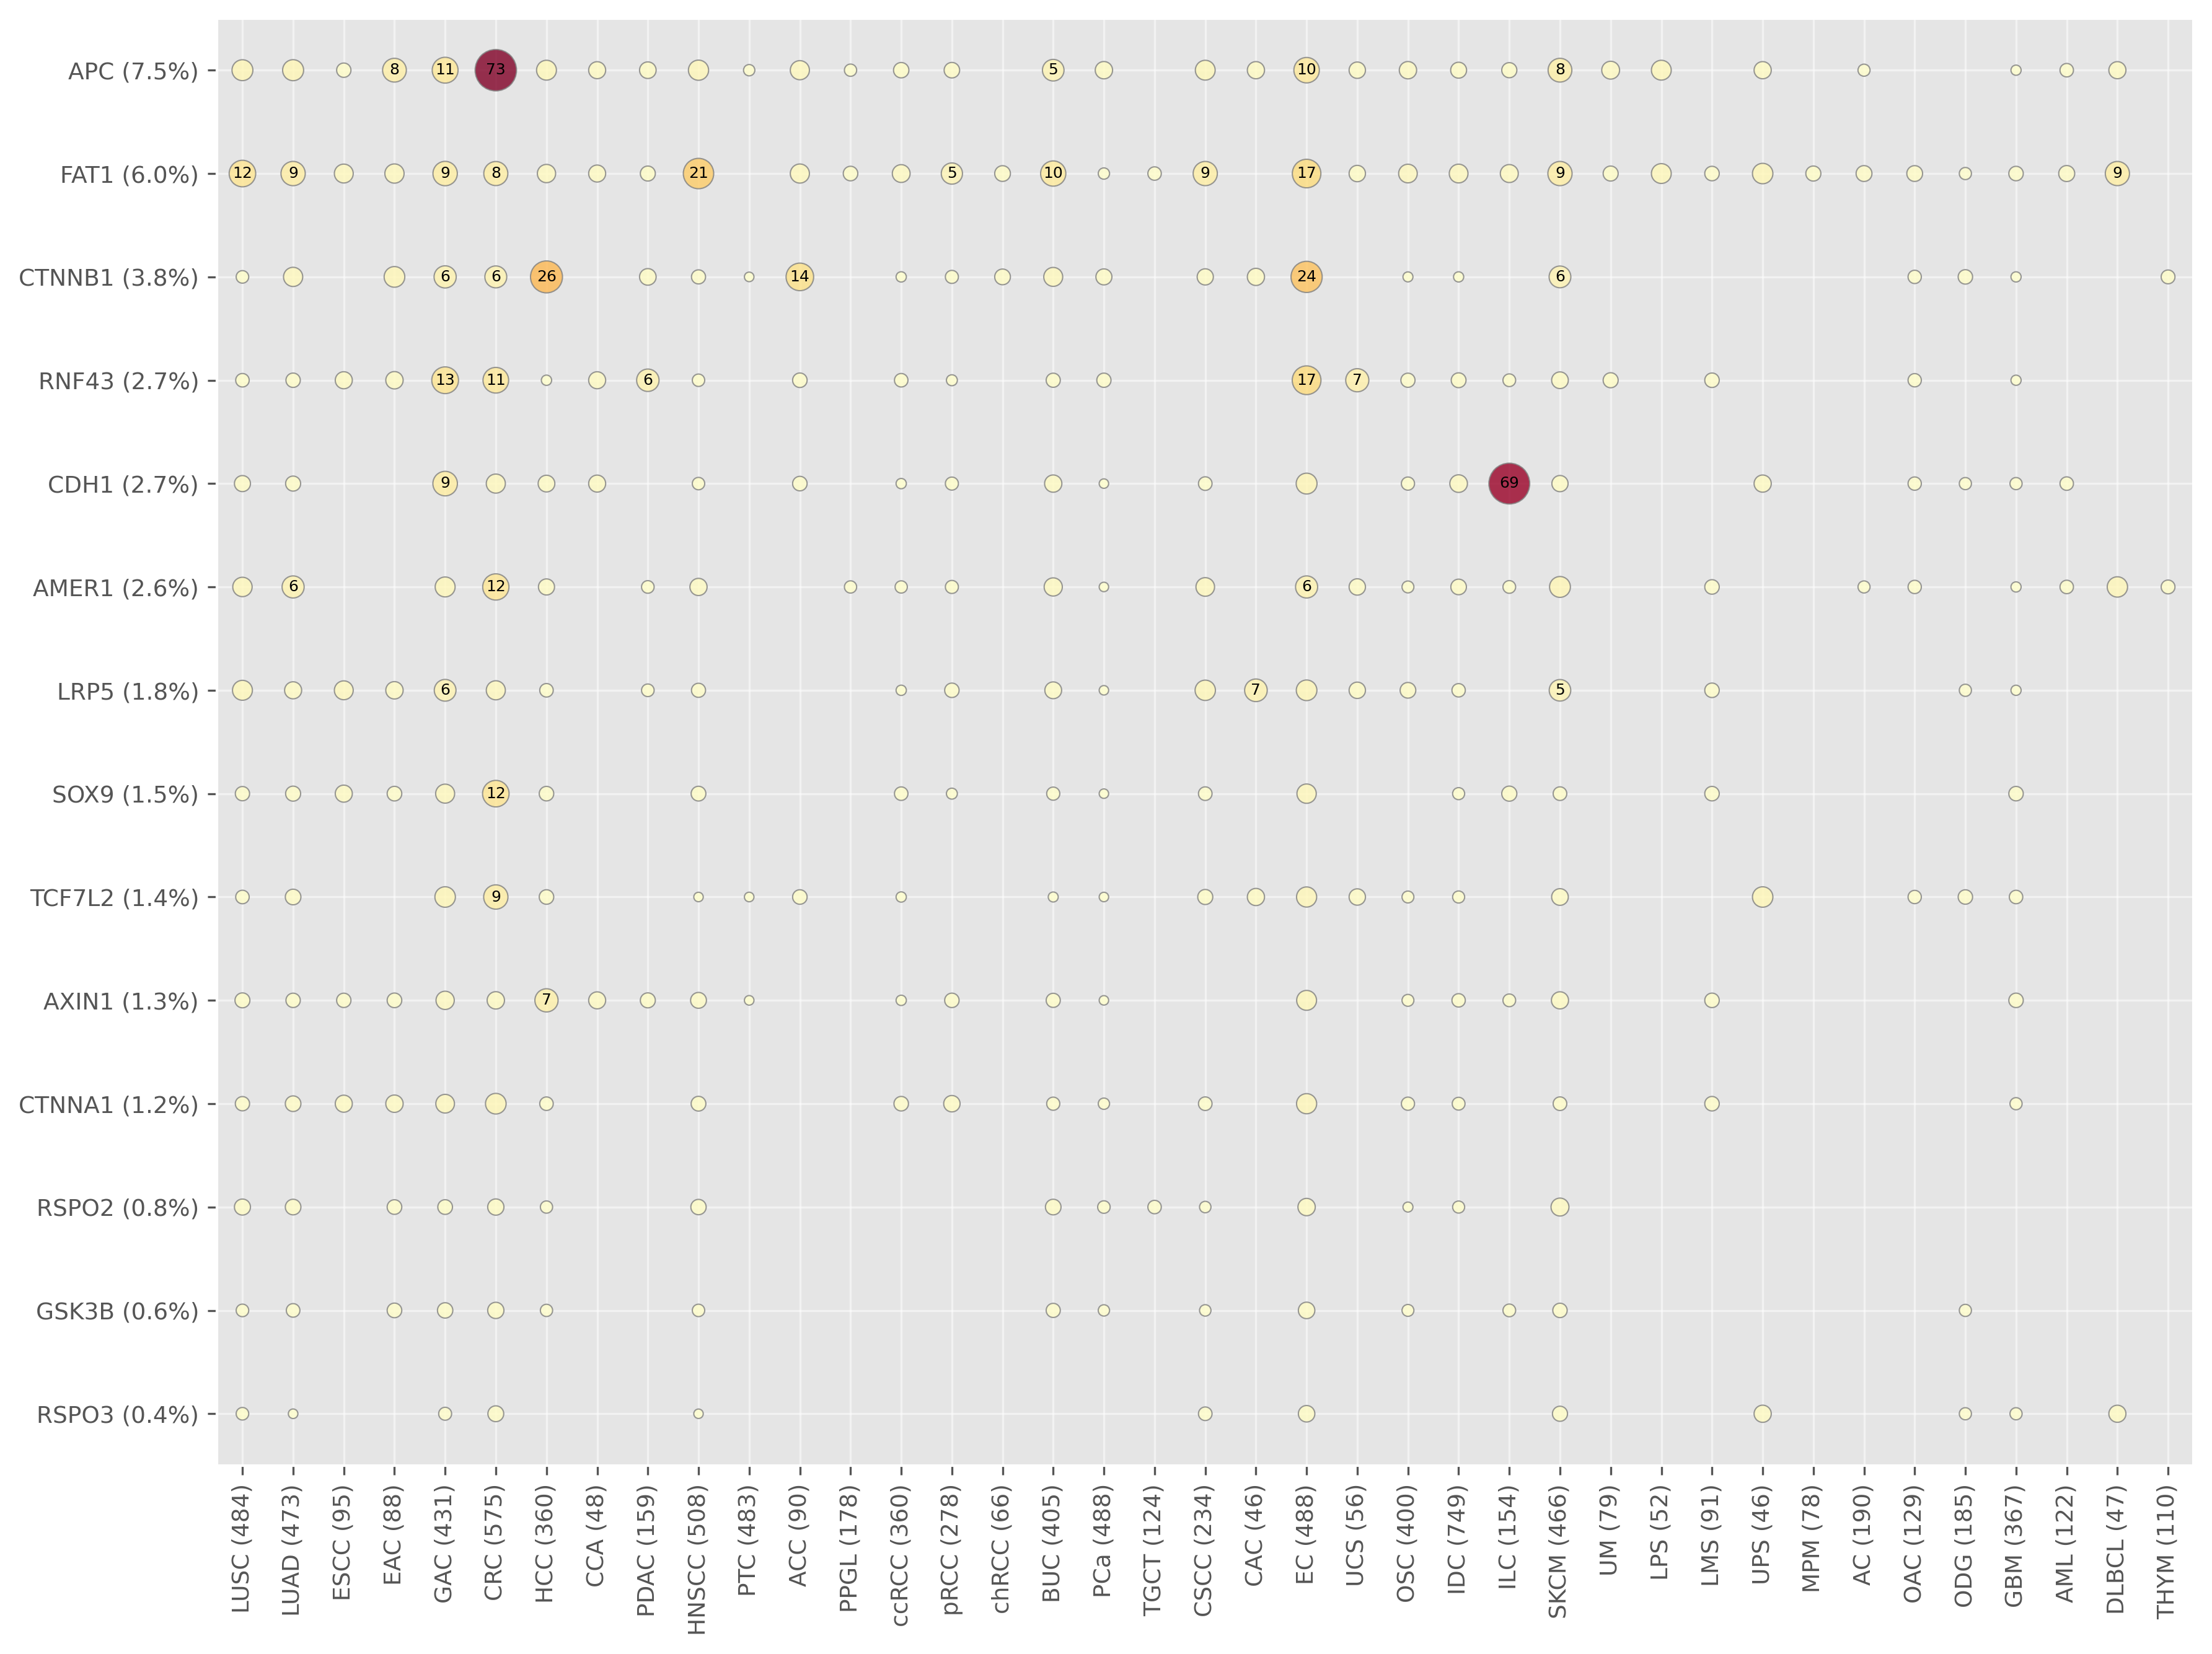 APC (7.5%) 8 11 73 5 10 8
FAT1 (6.0%) 12 9 9 8 21 5 10 9 17 9 9
CTNNB1 (3.8%) 6 6 26 14 24 6
RNF43 (2.7%) 13 11 6 17 7
CDH1 (2.7%) 9 69
AMER1 (2.6%) 6 12 6
LRP5 (1.8%) 6 7 5
SOX9 (1.5%) 12
TCF7L2 (1.4%) 9
AXIN1 (1.3%) 7
CTNNA1 (1.2%)
RSPO2 (0.8%)
GSK3B (0.6%)
RSPO3 (0.4%)
LUSC (484)
LUAD (473)
ESCC (95)
EAC (88)
GAC (431)
CRC (575)
HCC (360)
CCA (48)
PDAC (159)
HNSCC (508)
PTC (483)
ACC (90)
PPGL (178)
ccRCC (360)
pRCC (278)
chRCC (66)
BUC (405)
PCa (488)
TGCT (124)
CSCC (234)
CAC (46)
EC (488)
UCS (56)
OSC (400)
IDC (749)
ILC (154)
SKCM (466)
UM (79)
LPS (52)
LMS (91)
UPS (46)
MPM (78)
AC (190)
OAC (129)
ODG (185)
GBM (367)
AML (122)
DLBCL (47)
THYM (110)